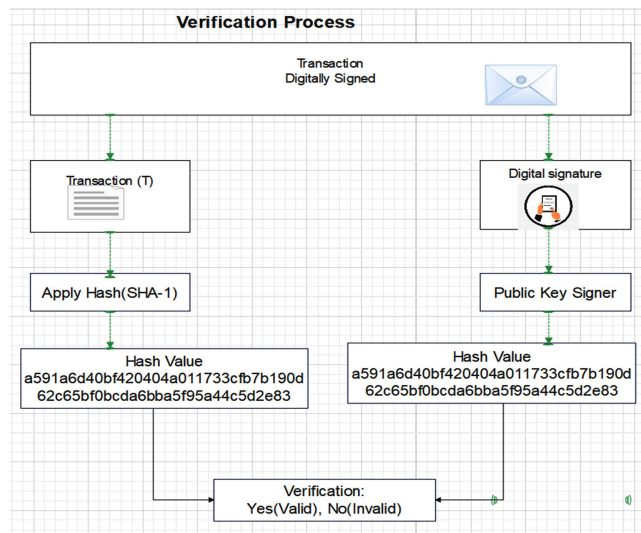 Verification Process
Transaction
Digitally Signed
Transaction (T)
Digital signature
Apply Hash(SHA-1)
Public Key Signer
Hash Value
a591a6d40bf420404a011733cfb7b190d
62c65bf0bcda6bba5f95a44c5d2e83
Hash Value
a591a6d40bf420404a011733cfb7b190d
62c65bf0bcda6bba5f95a44c5d2e83
Verification:
Yes(Valid), No(Invalid)